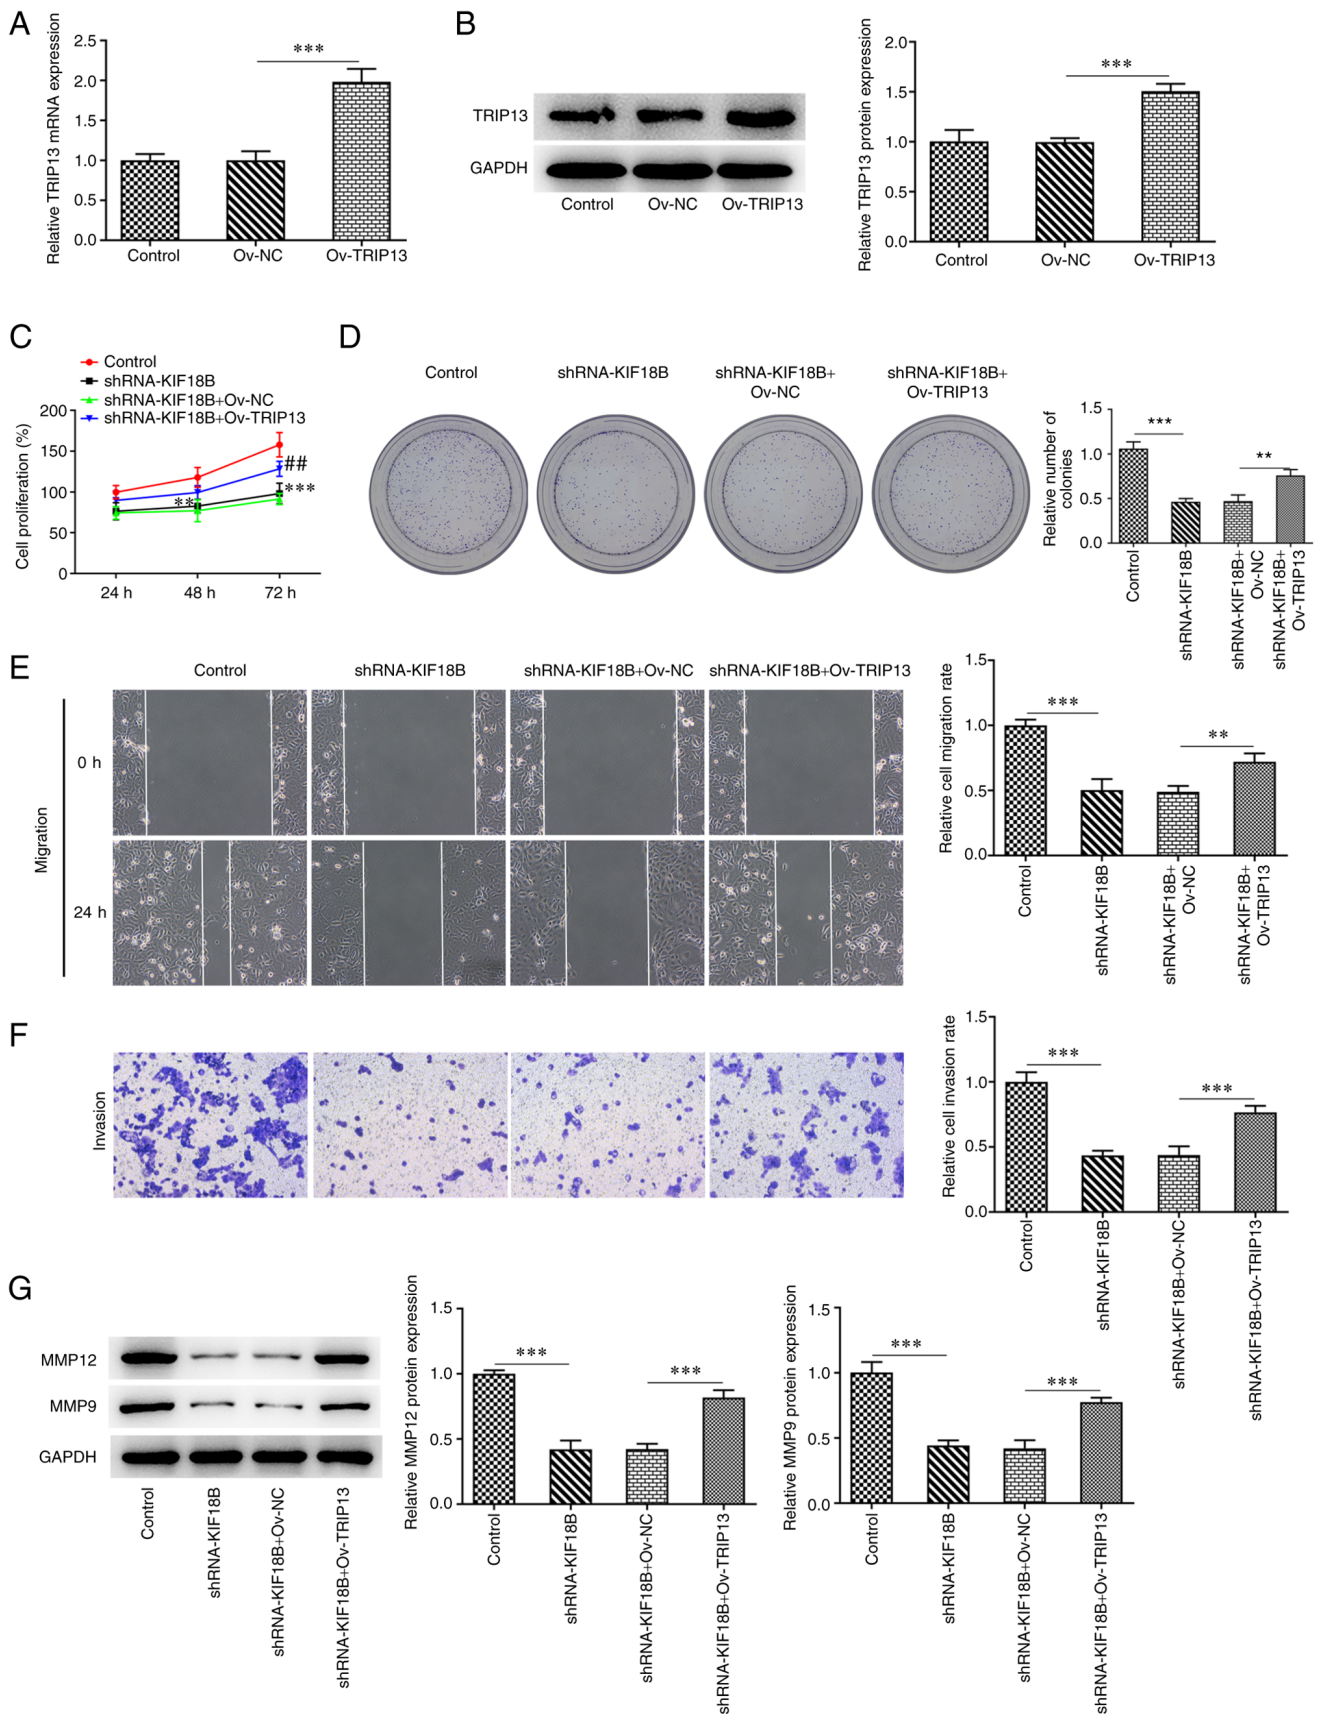 A
Relative TRIP13 mRNA expression
2.5
2.0
1.5
1.0
0.5
0.0
***
Control
Ov-NC
Ov-TRIP13
B
TRIP13
GAPDH
Control
Ov-NC
Ov-TRIP13
Relative TRIP13 protein expression
2.0
1.5
1.0
0.5
0.0
***
Control
Ov-NC
Ov-TRIP13
C
Control
shRNA-KIF18B
shRNA-KIF18B+Ov-NC
shRNA-KIF18B+Ov-TRIP13
Cell proliferation (%)
200
150
100
50
0
**
##
***
24 h
48 h
72 h
D
Control
shRNA-KIF18B
shRNA-KIF18B+
Ov-NC
shRNA-KIF18B+
Ov-TRIP13
Relative number of
colonies
1.5
1.0
0.5
0.0
***
**
Control
shRNA-KIF18B
shRNA-KIF18B+
Ov-NC
shRNA-KIF18B+
Ov-TRIP13
E
Control
shRNA-KIF18B
shRNA-KIF18B+Ov-NC
shRNA-KIF18B+Ov-TRIP13
Migration
0 h
24 h
Relative cell migration rate
1.5
1.0
0.5
0.0
***
**
Control
shRNA-KIF18B
shRNA-KIF18B+
Ov-NC
shRNA-KIF18B+
Ov-TRIP13
F
Invasion
Relative cell invasion rate
1.5
1.0
0.5
0.0
***
***
Control
shRNA-KIF18B
shRNA-KIF18B+Ov-NC
shRNA-KIF18B+Ov-TRIP13
G
MMP12
MMP9
GAPDH
Control
shRNA-KIF18B
shRNA-KIF18B+Ov-NC
shRNA-KIF18B+Ov-TRIP13
Relative MMP12 protein expression
1.5
1.0
0.5
0.0
***
***
Control
shRNA-KIF18B
shRNA-KIF18B+Ov-NC
shRNA-KIF18B+Ov-TRIP13
Relative MMP9 protein expression
1.5
1.0
0.5
0.0
***
***
Control
shRNA-KIF18B
shRNA-KIF18B+Ov-NC
shRNA-KIF18B+Ov-TRIP13